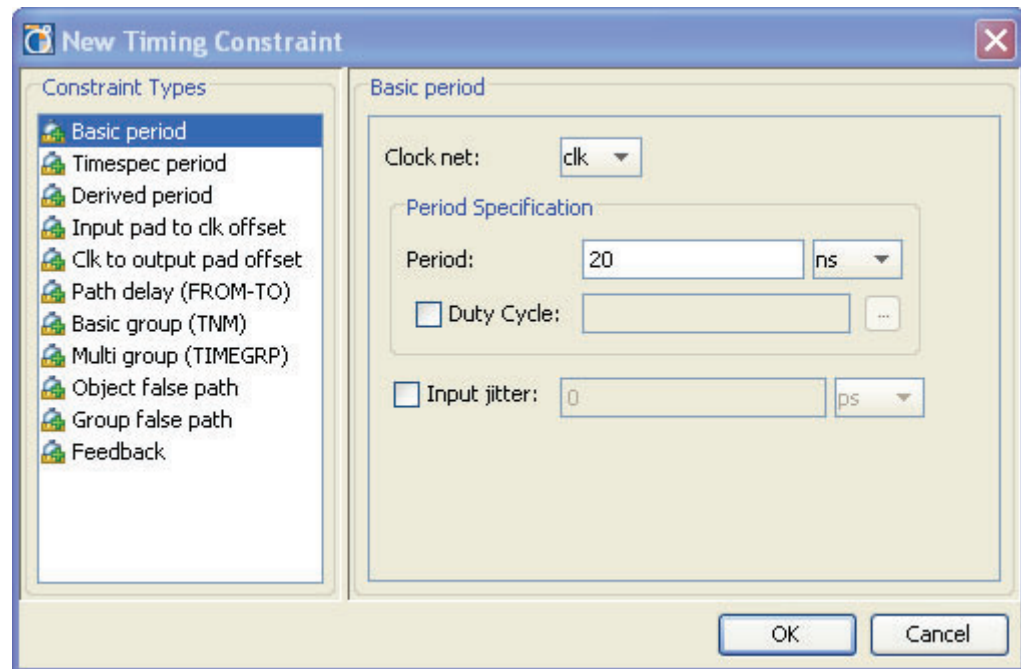 New Timing Constraint
Constraint Types
Basic period
Timespec period
Derived period
Input pad to clk offset
Clk to output pad offset
Path delay (FROM-TO)
Basic group (TNM)
Multi group (TIMEGRP)
Object false path
Group false path
Feedback
Basic period
Clock net: clk
Period Specification
Period: 20 ns
Duty Cycle: ...
Input jitter: 0 ps
OK Cancel